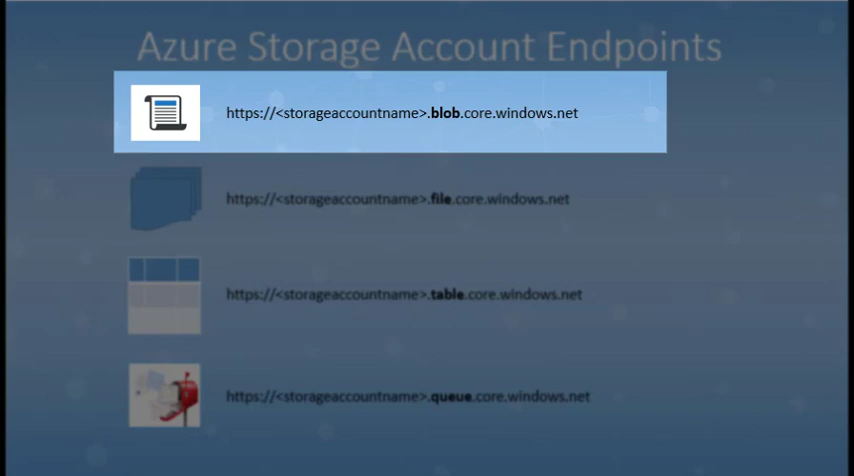 Azure Storage Account Endpoints
https://<storageaccountname>.blob.core.windows.net
https://<storageaccountname>.file.core.windows.net
https://<storageaccountname>.table.core.windows.net
https://<storageaccountname>.queue.core.windows.net